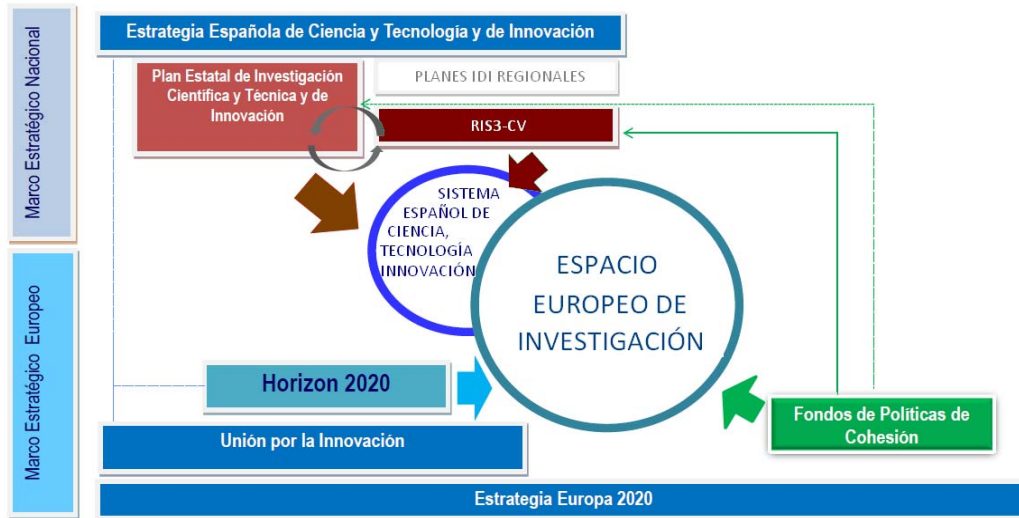 Marco Estratégico Nacional
Estrategia Española de Ciencia y Tecnología y de Innovación
Plan Estatal de Investigación
Científica y Técnica y de
Innovación
PLANES IDI REGIONALES
RIS3-CV
SISTEMA
ESPAÑOL DE
CIENCIA,
TECNOLOGÍA
INNOVACIÓN
ESPACIO
EUROPEO DE
INVESTIGACIÓN
Marco Estratégico Europeo
Horizon 2020
Fondos de Políticas de
Cohesión
Unión por la Innovación
Estrategia Europa 2020